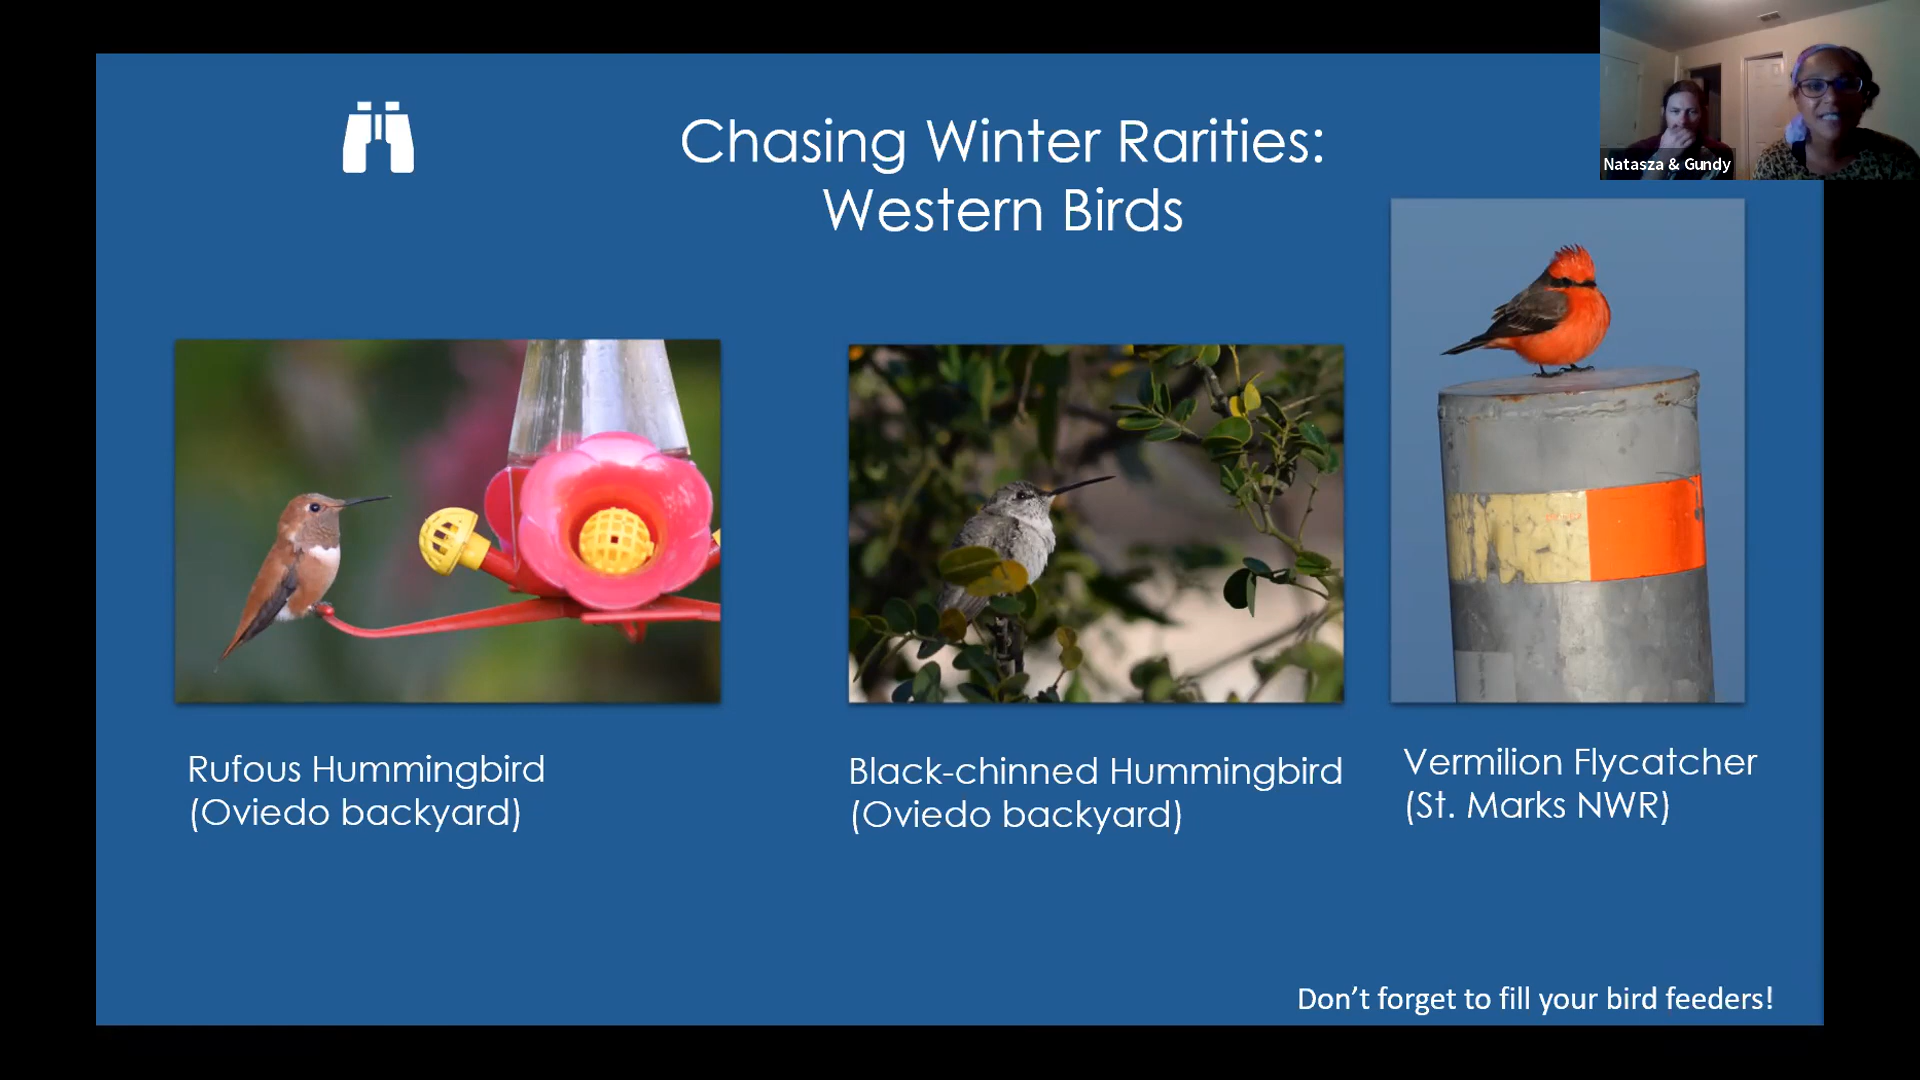 Chasing Winter Rarities:
Western Birds
Natasza & Gundy
Rufous Hummingbird
(Oviedo backyard)
Black-chinned Hummingbird
(Oviedo backyard)
Vermilion Flycatcher
(St. Marks NWR)
Don't forget to fill your bird feeders!